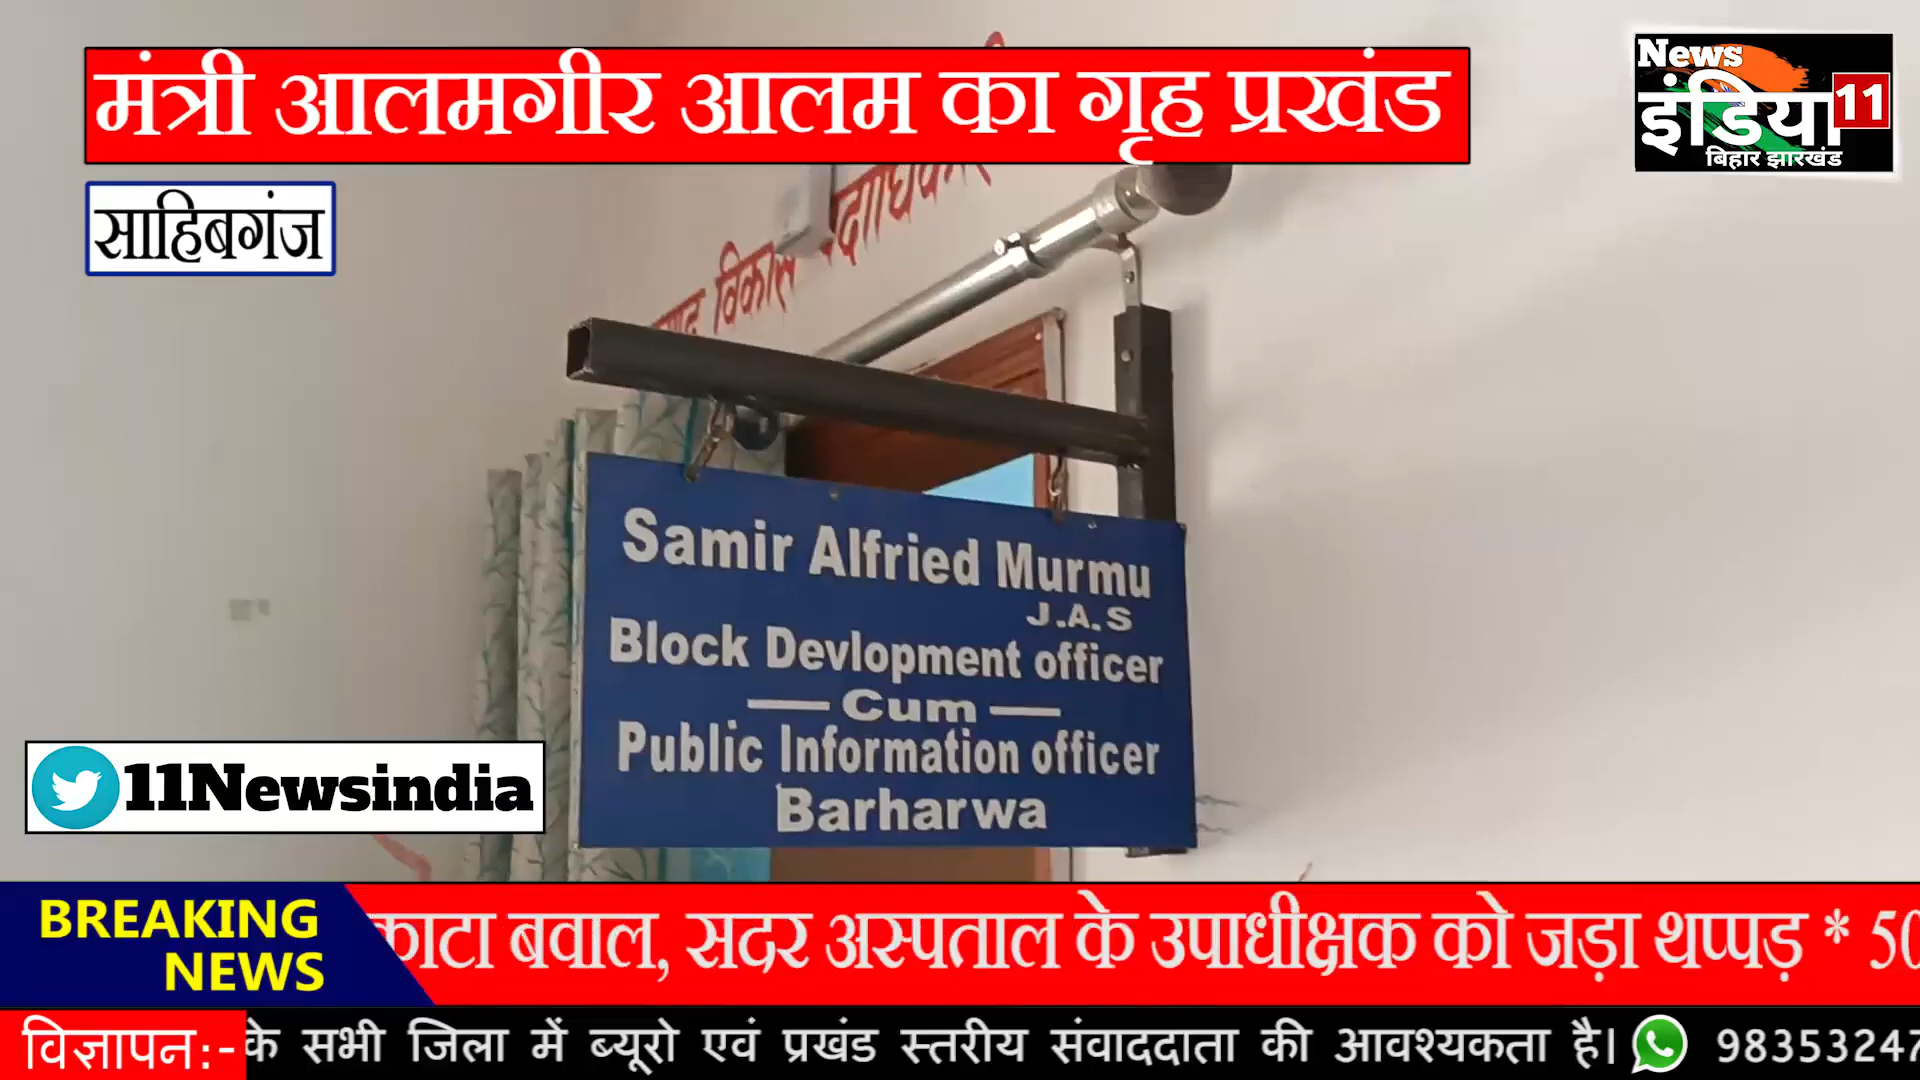 मंत्री आलमगीर आलम का गृह प्रखंड
News
इंडिया 11
बिहार झारखंड
साहिबगंज
विकास
Samir Alfried Murmu
J.A.S
Block Devlopment officer
Cum
Public Information officer
Barharwa
11Newsindia
BREAKING
NEWS
काटा बवाल, सदर अस्पताल के उपाधीक्षक को जड़ा थप्पड़ * 50
विज्ञापन:- के सभी जिला में ब्यूरो एवं प्रखंड स्तरीय संवाददाता की आवश्यकता है। 98353247